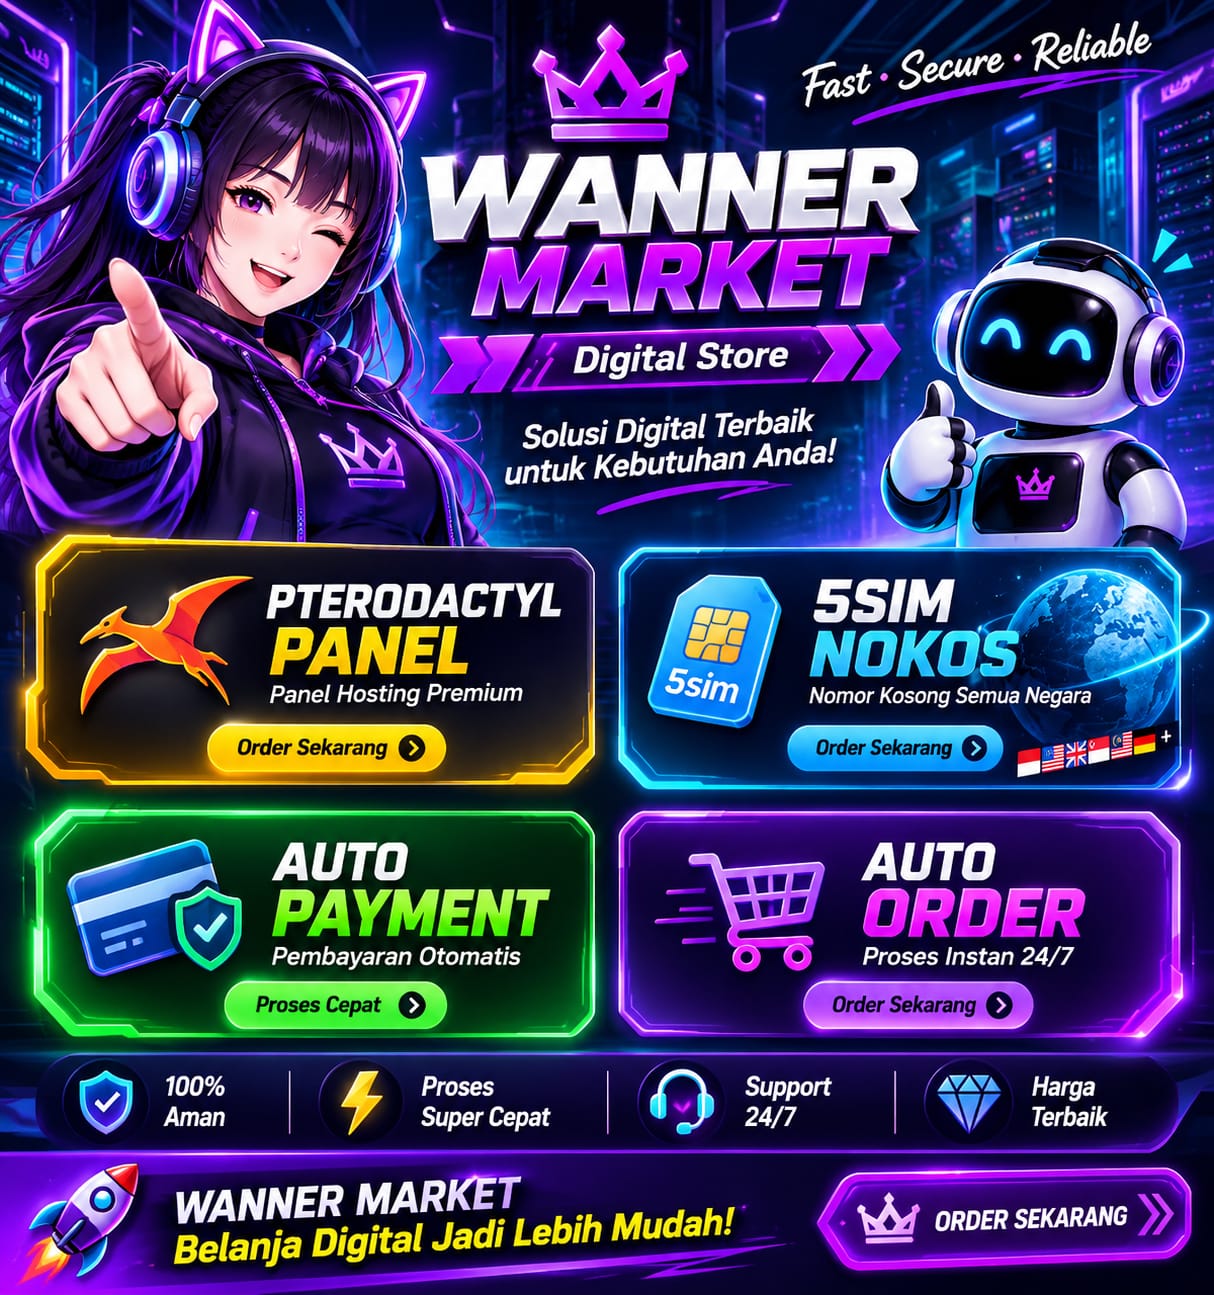 Fast • Secure • Reliable
WANNER
MARKET
Digital Store
Solusi Digital Terbaik
untuk Kebutuhan Anda!
PTERODACTYL
PANEL
Panel Hosting Premium
Order Sekarang
5sim
5SIM
NOKOS
Nomor Kosong Semua Negara
Order Sekarang
+
AUTO
PAYMENT
Pembayaran Otomatis
Proses Cepat
AUTO
ORDER
Proses Instan 24/7
Order Sekarang
100%
Aman
Proses
Super Cepat
Support
24/7
Harga
Terbaik
WANNER MARKET
Belanja Digital Jadi Lebih Mudah!
ORDER SEKARANG